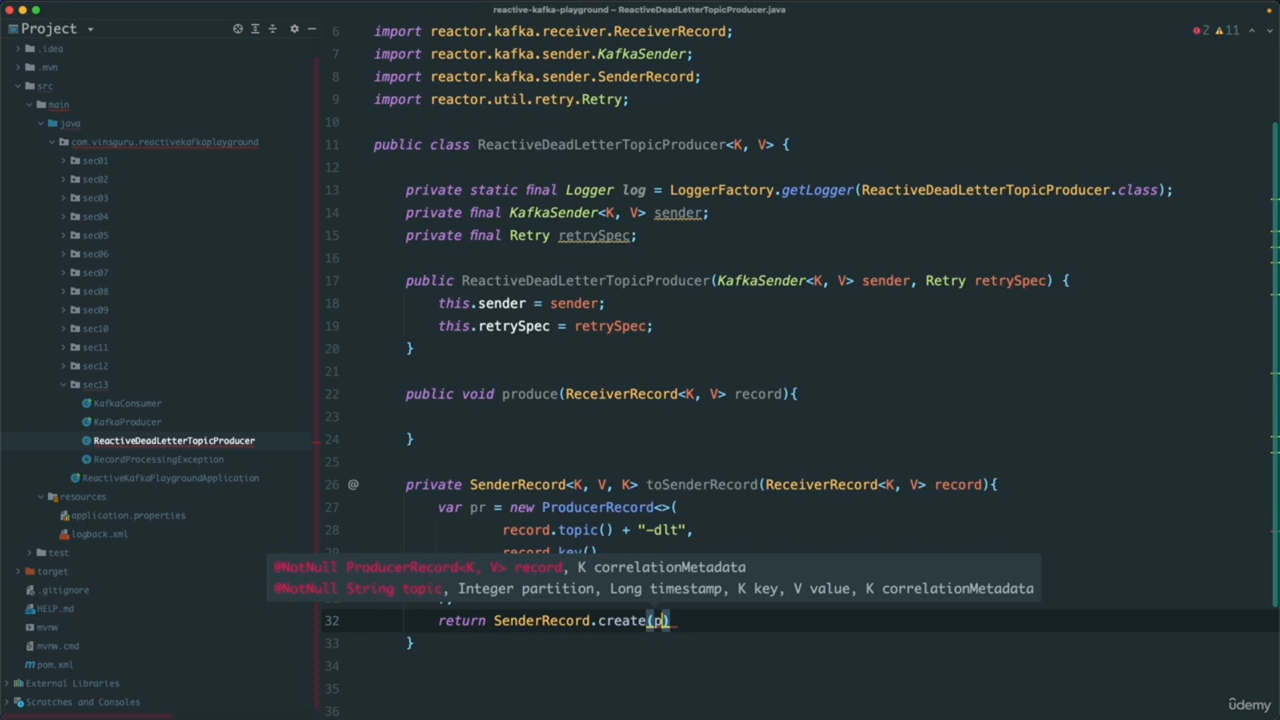 reactive-kafka-playground – ReactiveDeadLetterTopicProducer.java
Project
.idea
.mvn
src
main
java
com.vinsguru.reactivekafkaplayground
sec01
sec02
sec03
sec04
sec05
sec06
sec07
sec08
sec09
sec10
sec11
sec12
sec13
KafkaConsumer
KafkaProducer
ReactiveDeadLetterTopicProducer
RecordProcessingException
ReactiveKafkaPlaygroundApplication
resources
application.properties
logback.xml
test
target
.gitignore
HELP.md
mvnw
mvnw.cmd
pom.xml
External Libraries
Scratches and Consoles
2 11
6 import reactor.kafka.receiver.ReceiverRecord;
7 import reactor.kafka.sender.KafkaSender;
8 import reactor.kafka.sender.SenderRecord;
9 import reactor.util.retry.Retry;
10
11 public class ReactiveDeadLetterTopicProducer<K, V> {
12
13 private static final Logger log = LoggerFactory.getLogger(ReactiveDeadLetterTopicProducer.class);
14 private final KafkaSender<K, V> sender;
15 private final Retry retrySpec;
16
17 public ReactiveDeadLetterTopicProducer(KafkaSender<K, V> sender, Retry retrySpec) {
18 this.sender = sender;
19 this.retrySpec = retrySpec;
20 }
21
22 public void produce(ReceiverRecord<K, V> record){
23
24 }
25
26 @ private SenderRecord<K, V, K> toSenderRecord(ReceiverRecord<K, V> record){
27 var pr = new ProducerRecord<>(
28 record.topic() + "-dlt",
29 record.key()
@NotNull ProducerRecord<K, V> record, K correlationMetadata
@NotNull String topic, Integer partition, Long timestamp, K key, V value, K correlationMetadata
32 return SenderRecord.create(p)
33 }
34
35
36
ûdemy